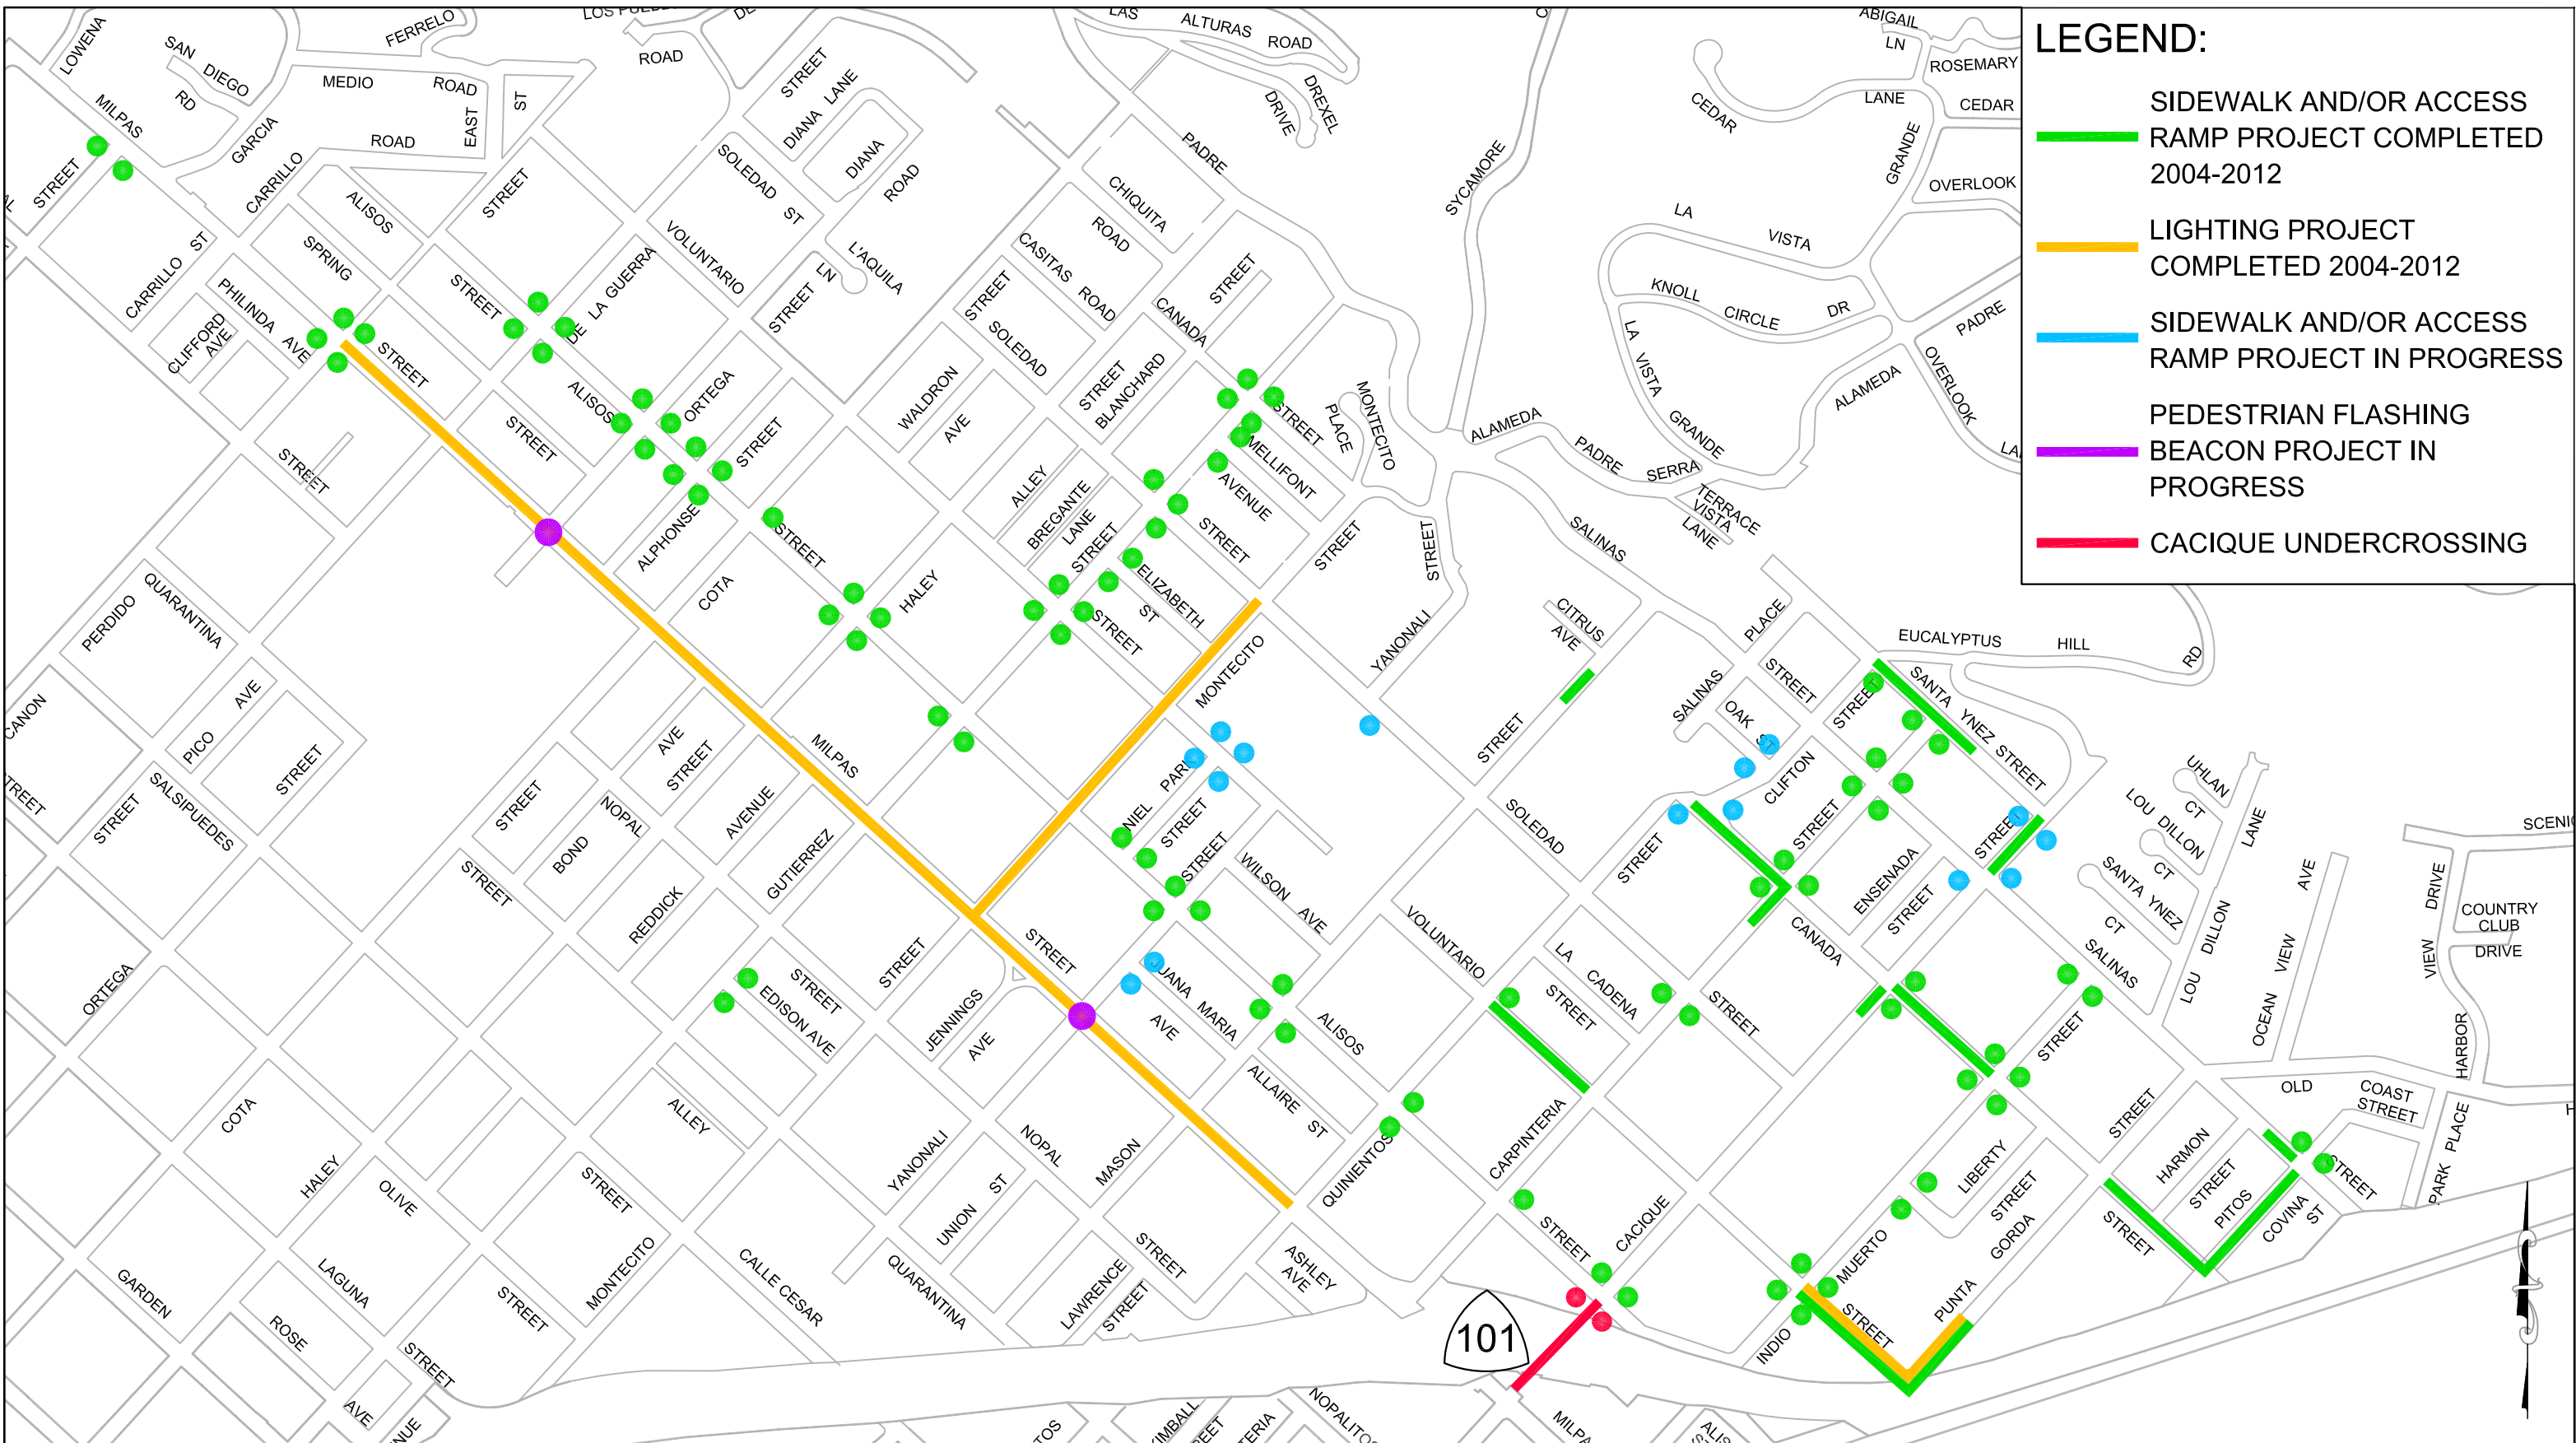 LEGEND:
SIDEWALK AND/OR ACCESS
RAMP PROJECT COMPLETED
2004-2012
LIGHTING PROJECT
COMPLETED 2004-2012
SIDEWALK AND/OR ACCESS
RAMP PROJECT IN PROGRESS
PEDESTRIAN FLASHING
BEACON PROJECT IN
PROGRESS
CACIQUE UNDERCROSSING
LOWENA
SAN
DIEGO
RD
FERRELO
ROAD
MEDIO
ROAD
MILPAS
GARCIA
ROAD
EAST
ST
STREET
CARRILLO
ALISOS
STREET
CARRILLO ST
SPRING
STREET
DE LA GUERRA
PHILINDA
AVE
CLIFFORD
AVE
STREET
STREET
DIANA LANE
DIANA
ROAD
SOLEDAD
ST
VOLUNTARIO
STREET
LN
L'AQUILA
LAS
ALTURAS
ROAD
DREXEL
DRIVE
PADRE
CHIQUITA
ROAD
CASITAS
ROAD
STREET
SOLEDAD
CANADA
STREET
STREET
BLANCHARD
WALDRON
AVE
SYCAMORE
CEDAR
ABIGAIL
LN
ROSEMARY
LANE
CEDAR
GRANDE
OVERLOOK
LA
VISTA
KNOLL
CIRCLE
DR
LA
VISTA
GRANDE
PADRE
OVERLOOK
ALAMEDA
ALAMEDA
PADRE
SERRA
TERRACE
VISTA
LANE
MONTECITO
PLACE
STREET
MELLIFONT
AVENUE
STREET
STREET
STREET
ALISOS
ORTEGA
STREET
STREET
STREET
ALPHONSE
COTA
STREET
HALEY
ALLEY
BREGANTE
LANE
STREET
ELIZABETH
ST
STREET
QUARANTINA
PERDIDO
CANON
PICO
AVE
STREET
STREET
SALSIPUEDES
ORTEGA
MONTECITO
YANONALI
SALINAS
CITRUS
AVE
STREET
PLACE
SALINAS
STREET
OAK ST
CLIFTON
STREET
STREET
EUCALYPTUS
HILL
RD
SANTA
YNEZ
STREET
STREET
UHLAN
CT
LOU
DILLON
CT
LANE
SANTA YNEZ
CT
LOU
DILLON
MILPAS
AVE
STREET
AVENUE
NOPAL
STREET
BOND
STREET
REDDICK
GUTIERREZ
STREET
EDISON AVE
STREET
JENNINGS
AVE
STREET
NIEL
PARK
STREET
STREET
WILSON
AVE
JUANA
MARIA
AVE
ALLAIRE
ST
ALISOS
SOLEDAD
STREET
VOLUNTARIO
STREET
LA
CADENA
STREET
CANADA
ENSENADA
STREET
SALINAS
STREET
OCEAN
VIEW
AVE
VIEW
DRIVE
COUNTRY
CLUB
DRIVE
HARBOR
OLD
COAST
STREET
PARK
PLACE
COTA
HALEY
OLIVE
ALLEY
STREET
MONTECITO
GARDEN
LAGUNA
ROSE
AVE
STREET
STREET
CALLE CESAR
YANONALI
UNION
ST
QUARANTINA
NOPAL
MASON
STREET
LAWRENCE
STREET
ASHLEY
AVE
QUINIENTOS
CARPINTERIA
STREET
CACIQUE
101
INDIO
MUERTO
STREET
LIBERTY
STREET
GORDA
PUNTA
STREET
HARMON
STREET
PITOS
STREET
COVINA
ST
STREET
KIMBALL
NOPALITOS